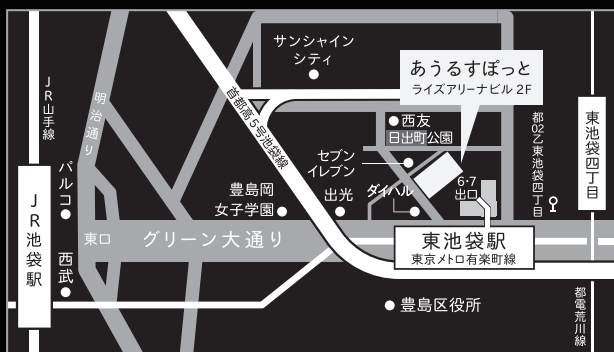 サンシャイン
シティ
あうるすぽっと
ライズアリーナビル 2F
JR山手線
明治通り
首都高5号池袋線
西友
日出町公園
都02乙東池袋四丁目
東池袋四丁目
パルコ
セブン
イレブン
JR池袋駅
豊島岡
女子学園
出光
ダイハル
6・7
出口
東口
グリーン大通り
東池袋駅
東京メトロ有楽町線
西武
豊島区役所
都電荒川線